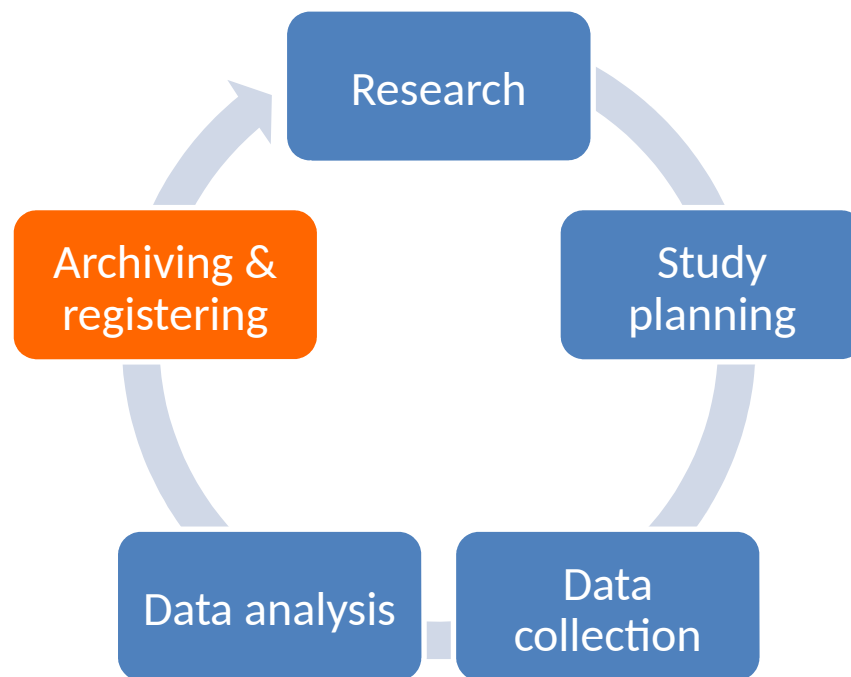 Research
Study
planning
Data
collection
Data analysis
Archiving &
registering